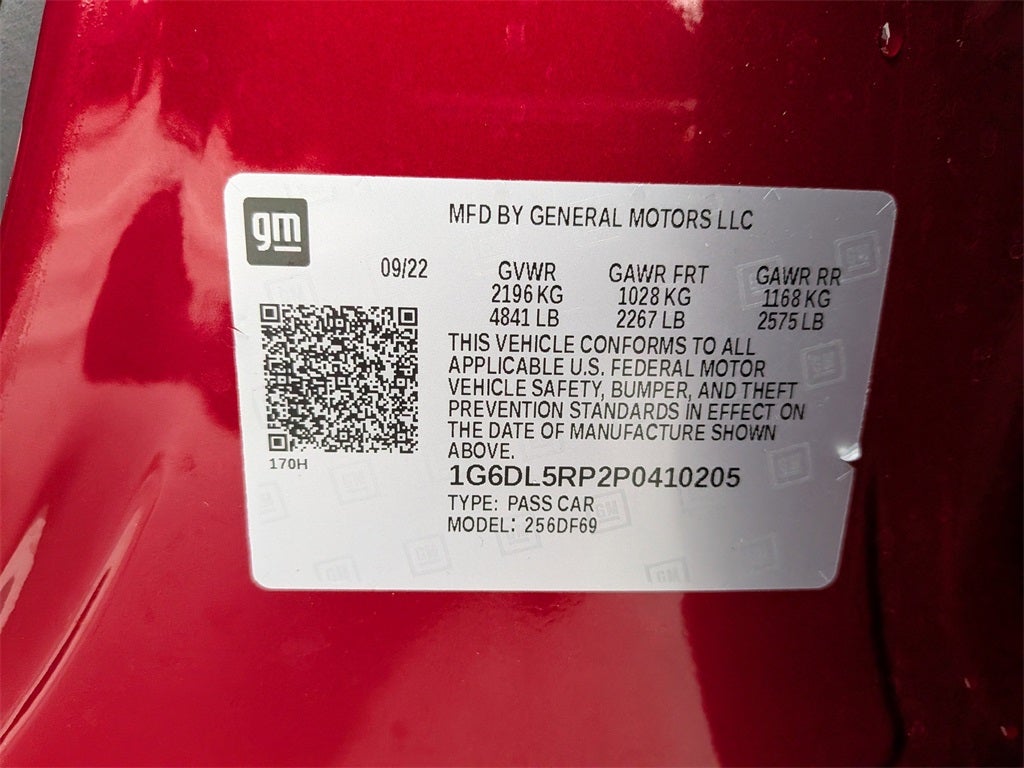 gm
MFD BY GENERAL MOTORS LLC
09/22 GVWR GAWR FRT GAWR RR
2196 KG 1028 KG 1168 KG
4841 LB 2267 LB 2575 LB
THIS VEHICLE CONFORMS TO ALL
APPLICABLE U.S. FEDERAL MOTOR
VEHICLE SAFETY, BUMPER, AND THEFT
PREVENTION STANDARDS IN EFFECT ON
THE DATE OF MANUFACTURE SHOWN
ABOVE.
170H
1G6DL5RP2P0410205
TYPE: PASS CAR
MODEL: 256DF69